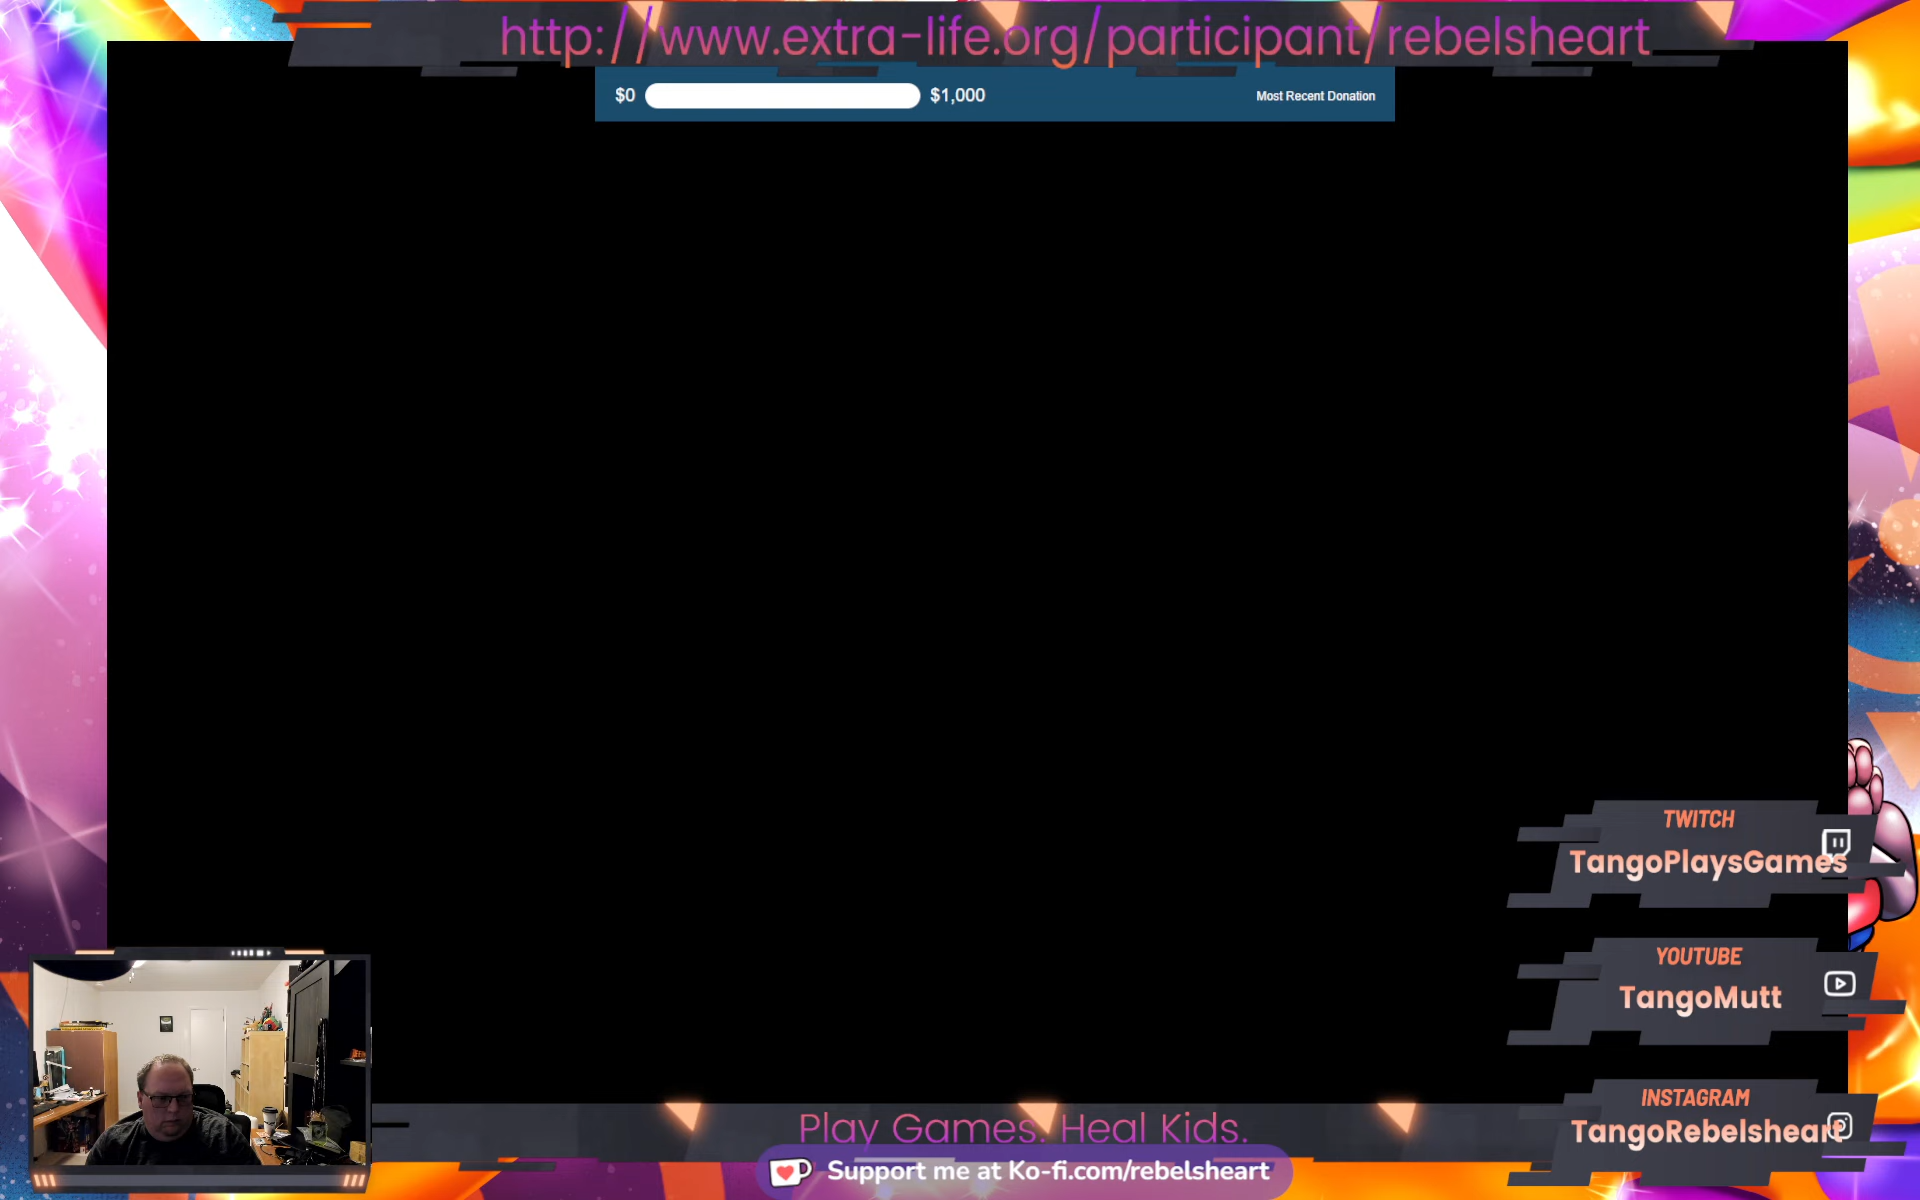 http://www.extra-life.org/participant/rebelsheart
$0 $1,000 Most Recent Donation
TWITCH
TangoPlaysGames
YOUTUBE
TangoMutt
INSTAGRAM
TangoRebelsheart
Play Games. Heal Kids.
Support me at Ko-fi.com/rebelsheart